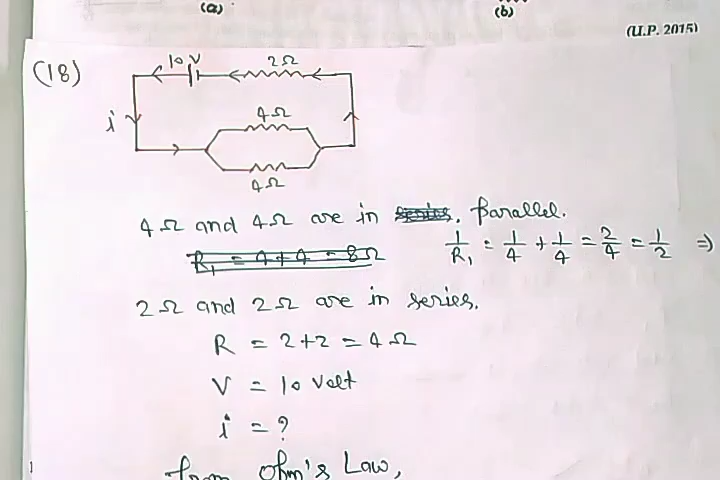 (a)
(b)
(U.P. 2015)
(18)
10 V
2Ω
i
4Ω
4Ω
4Ω and 4Ω are in series. Parallel.
R₁ = 4+4 = 8Ω
1/R₁ = 1/4 + 1/4 = 2/4 = 1/2 ⇒
2Ω and 2Ω are in series.
R = 2+2 = 4Ω
V = 10 Volt
i = ?
from Ohm's Law,